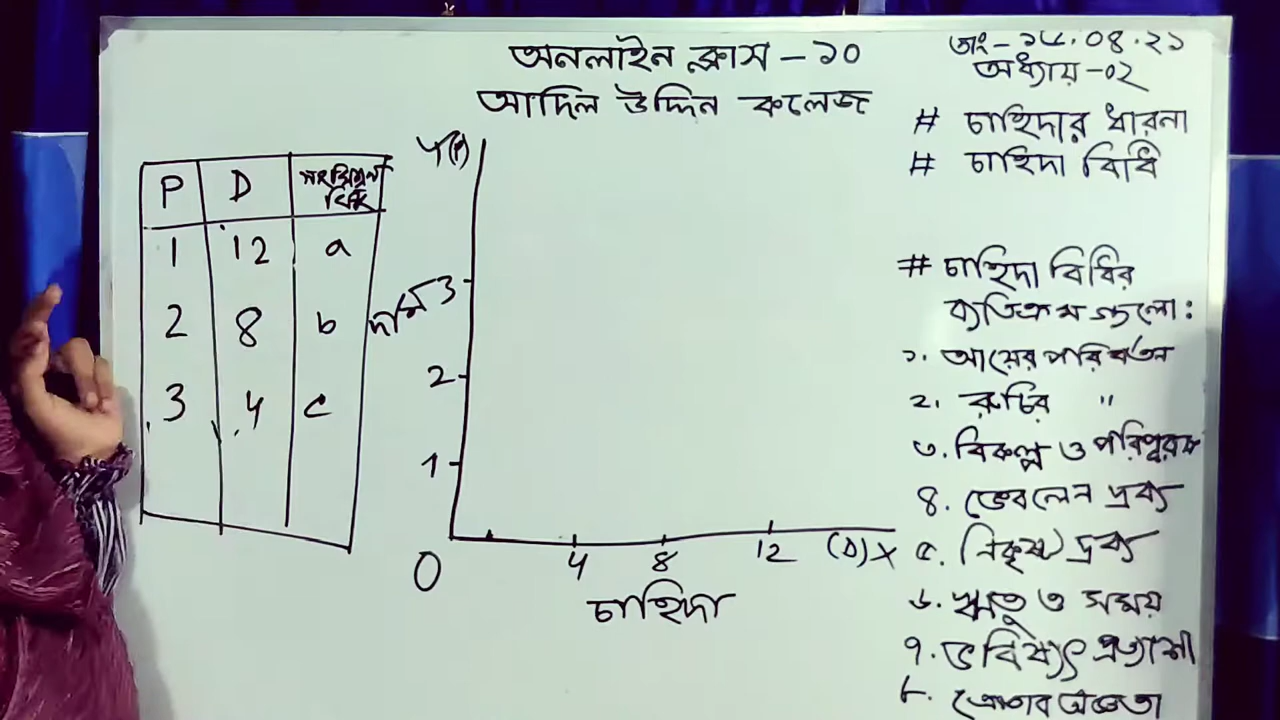 অনলাইন ক্লাস - ১০
আদিল উদ্দিন কলেজ
তাং - ১৮.০৪.২১
অধ্যায় - ০২
# চাহিদার ধারনা
# চাহিদা বিধি
# চাহিদা বিধির
ব্যতিক্রম গুলো:
১. আয়ের পরিবর্তন
২. রুচির "
৩. বিকল্প ও পরিপূরক
৪. ভেবলেন দ্রব্য
৫. নিকৃষ্ট দ্রব্য
৬. ঋতু ও সময়
৭. ভবিষ্যৎ প্রত্যাশা
৮. ক্রেতার অজ্ঞতা
P D সংমিশ্রন
বিন্দু
1 12 a
2 8 b
3 4 c
Y(P)
দাম
3
2
1
0
4 8 12 (D) X
চাহিদা